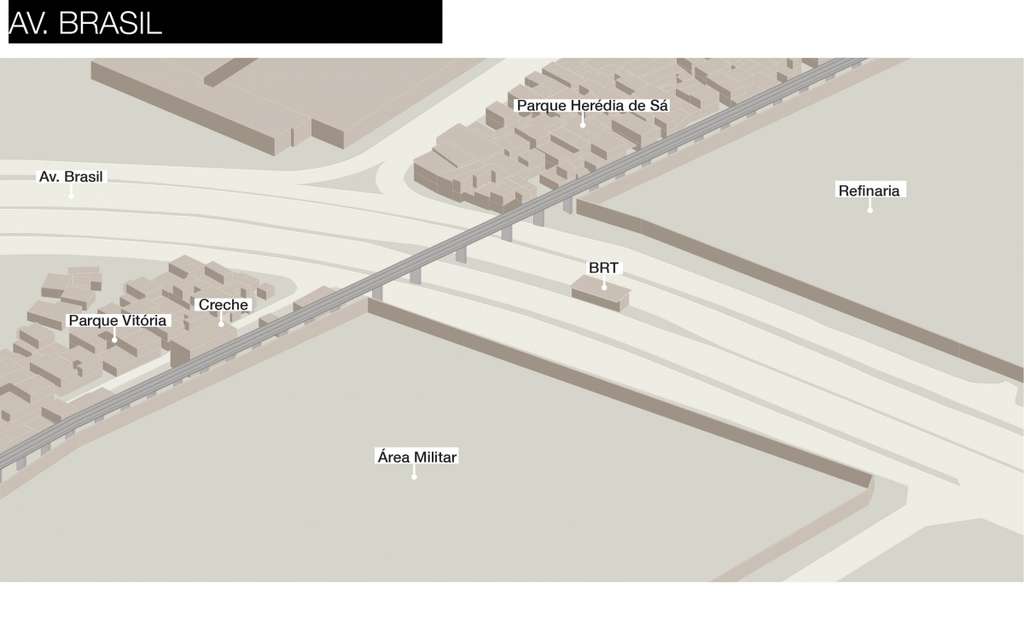 AV. BRASIL
Parque Herédia de Sá
Av. Brasil
Refinaria
BRT
Creche
Parque Vitória
Área Militar